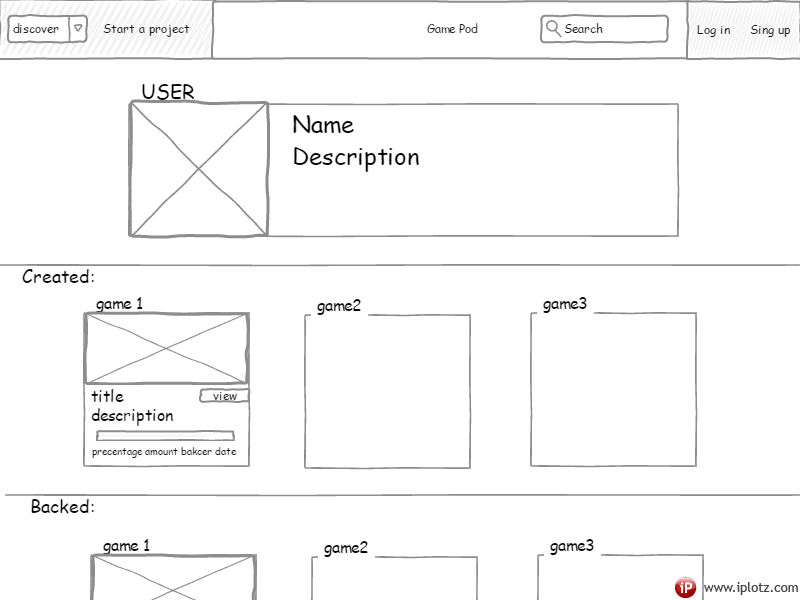 discover Start a project Game Pod Search Log in Sing up
USER
Name
Description
Created:
game 1 game2 game3
title view
description
precentage amount bakcer date
Backed:
game 1 game2 game3
iP www.iplotz.com